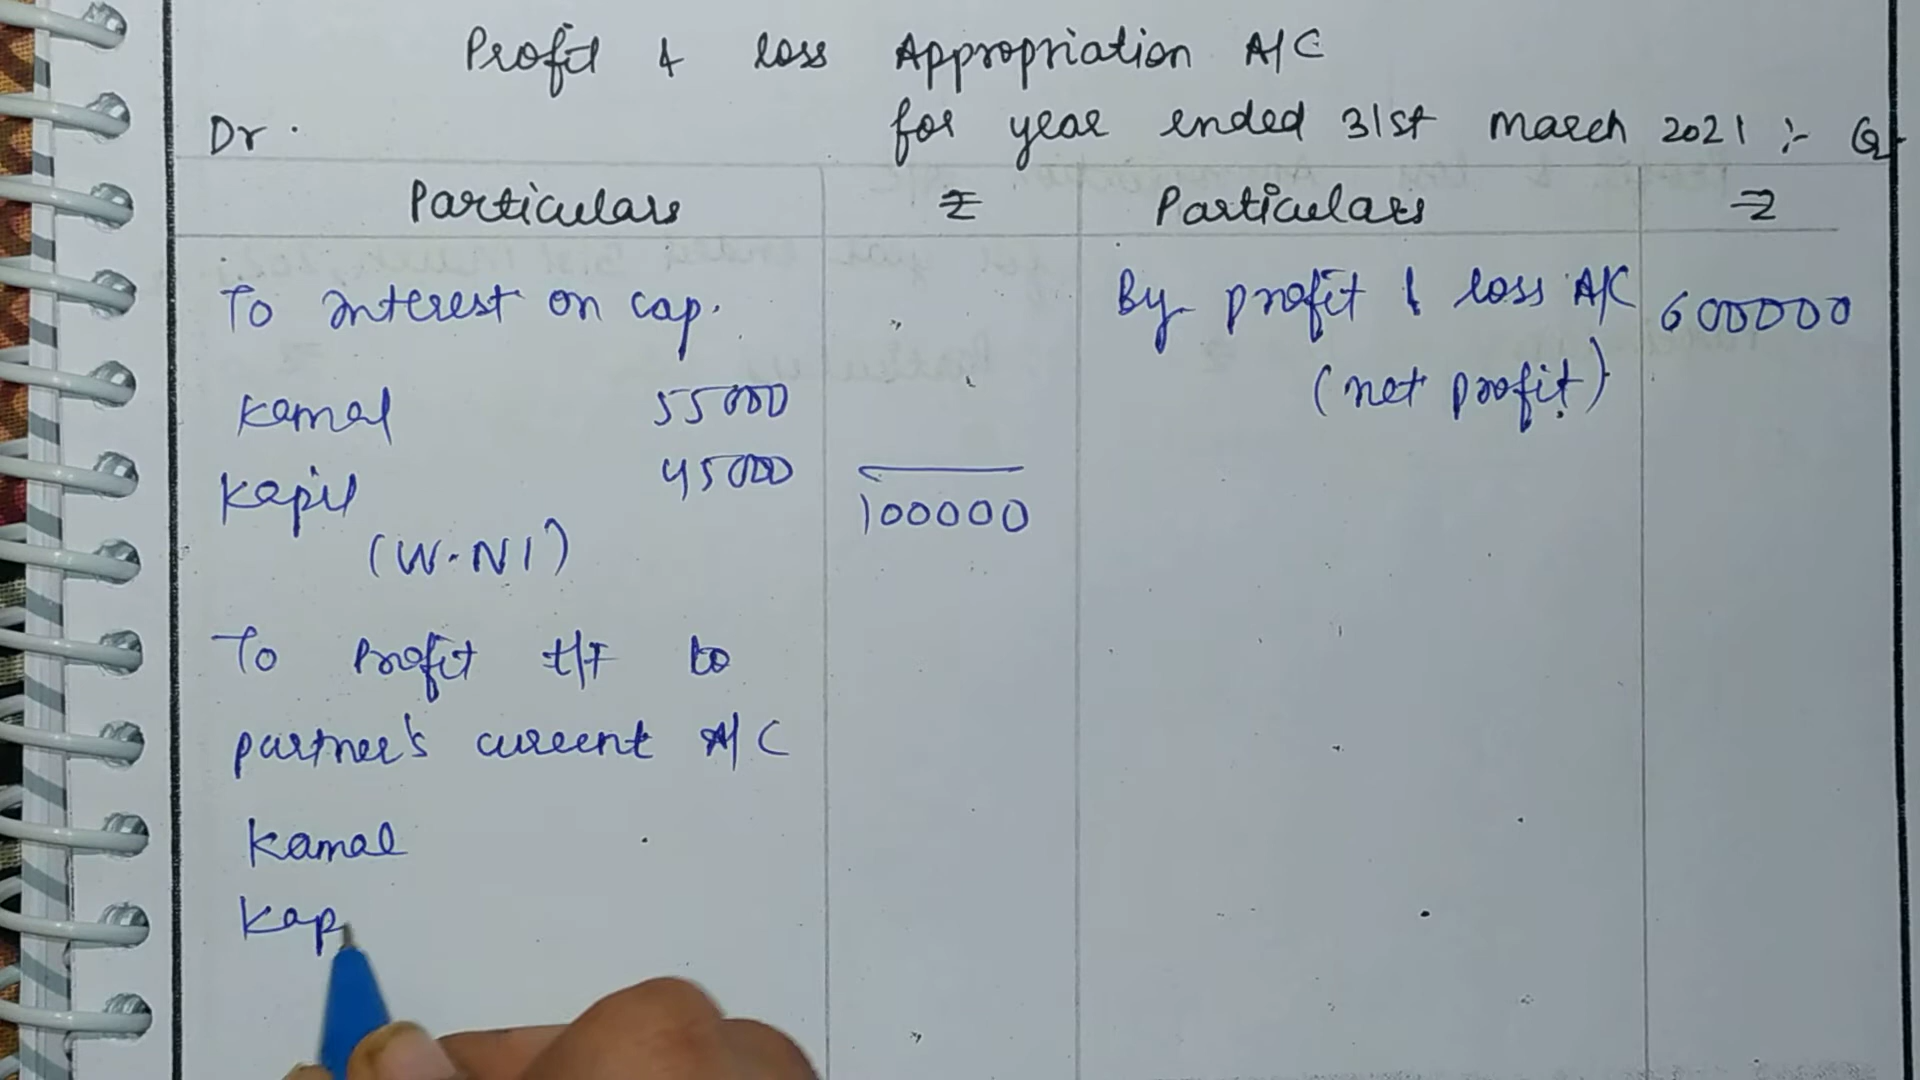 Profit & loss Appropriation A/C
Dr. for year ended 31st march 2021 :- Cr
Particulars ₹ Particulars ₹
To Interest on cap. By profit & loss A/C 600000
(net profit)
Kamal 55000
Kapil 45000
100000
(W.N1)
To Profit t/f to
partner's current A/C
Kamal
Kap